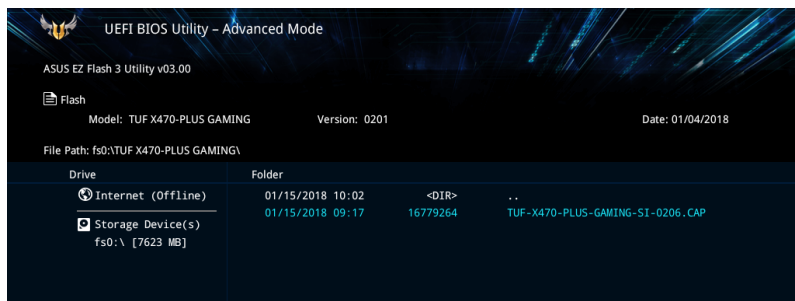 UEFI BIOS Utility – Advanced Mode
ASUS EZ Flash 3 Utility v03.00
Flash
Model: TUF X470-PLUS GAMING Version: 0201 Date: 01/04/2018
File Path: fs0:\TUF X470-PLUS GAMING\
Drive Folder
Internet (Offline) 01/15/2018 10:02 <DIR> ..
01/15/2018 09:17 16779264 TUF-X470-PLUS-GAMING-SI-0206.CAP
Storage Device(s)
fs0:\ [7623 MB]